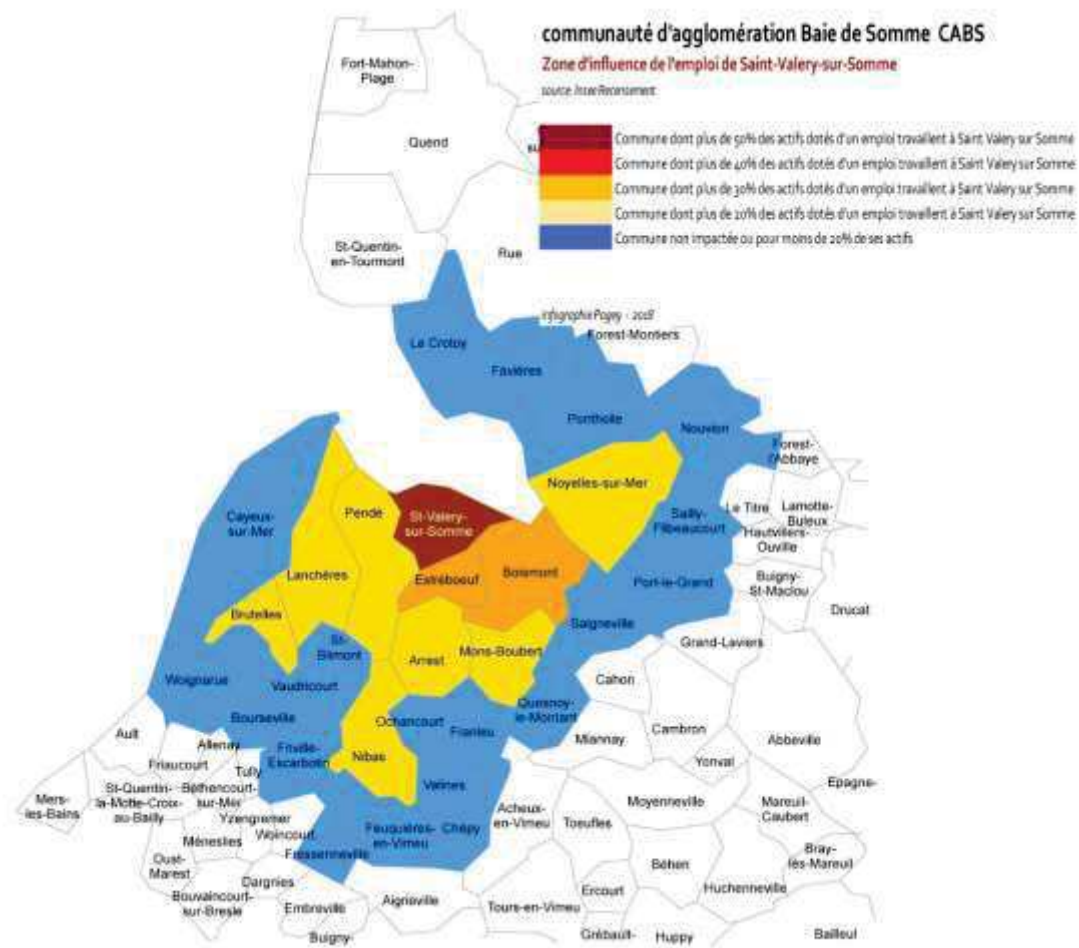 communauté d'agglomération Baie de Somme CABS
Zone d'influence de l'emploi de Saint-Valery-sur-Somme
source Insee Recensement
Commune dont plus de 50% des actifs dotés d'un emploi travaillent à Saint Valery sur Somme
Commune dont plus de 40% des actifs dotés d'un emploi travaillent à Saint Valery sur Somme
Commune dont plus de 30% des actifs dotés d'un emploi travaillent à Saint Valery sur Somme
Commune dont plus de 20% des actifs dotés d'un emploi travaillent à Saint Valery sur Somme
Commune non impactée ou pour moins de 20% de ses actifs
infographie Pagey - 2018
Fort-Mahon-
Plage
Quend
su
St-Quentin-
en-Tourmont
Rue
Forest-Montiers
Le Crotoy
Favières
Ponthoile
Nouvion
Forest-
l'Abbaye
Noyelles-sur-Mer
Le Titre
Lamotte-
Buleux
Sailly-
Flibeaucourt
Hautvillers-
Ouville
Cayeux-
sur-Mer
Pendé
St-Valery-
sur-Somme
Lanchères
Estréboeuf
Boismont
Port-le-Grand
Buigny-
St-Maclou
Drucat
Brutelles
Saigneville
Grand-Laviers
St-
Blimont
Arrest
Mons-Boubert
Woignarue
Vaudricourt
Cahon
Quesnoy-
le-Montant
Bourseville
Ochancourt
Franleu
Cambron
Miannay
Abbeville
Ault
Allenay
Friaucourt
Friville-
Escarbotin
Nibas
Yonval
Tully
Epagne-
Mers-
les-Bains
St-Quentin-
la-Motte-Croix-
au-Bailly
Béthencourt-
sur-Mer
Valines
Moyenneville
Mareuil-
Caubert
Yzengremer
Acheux-
en-Vimeu
Toeufles
Woincourt
Feuquières-
en-Vimeu
Chépy
Méneslies
Bray-
lès-Mareuil
Fressenneville
Oust-
Marest
Béhen
Dargnies
Ercourt
Huchenneville
Bouvaincourt-
sur-Bresle
Aigneville
Embreville
Tours-en-Vimeu
Buigny-
Grébault-
Huppy
Bailleul